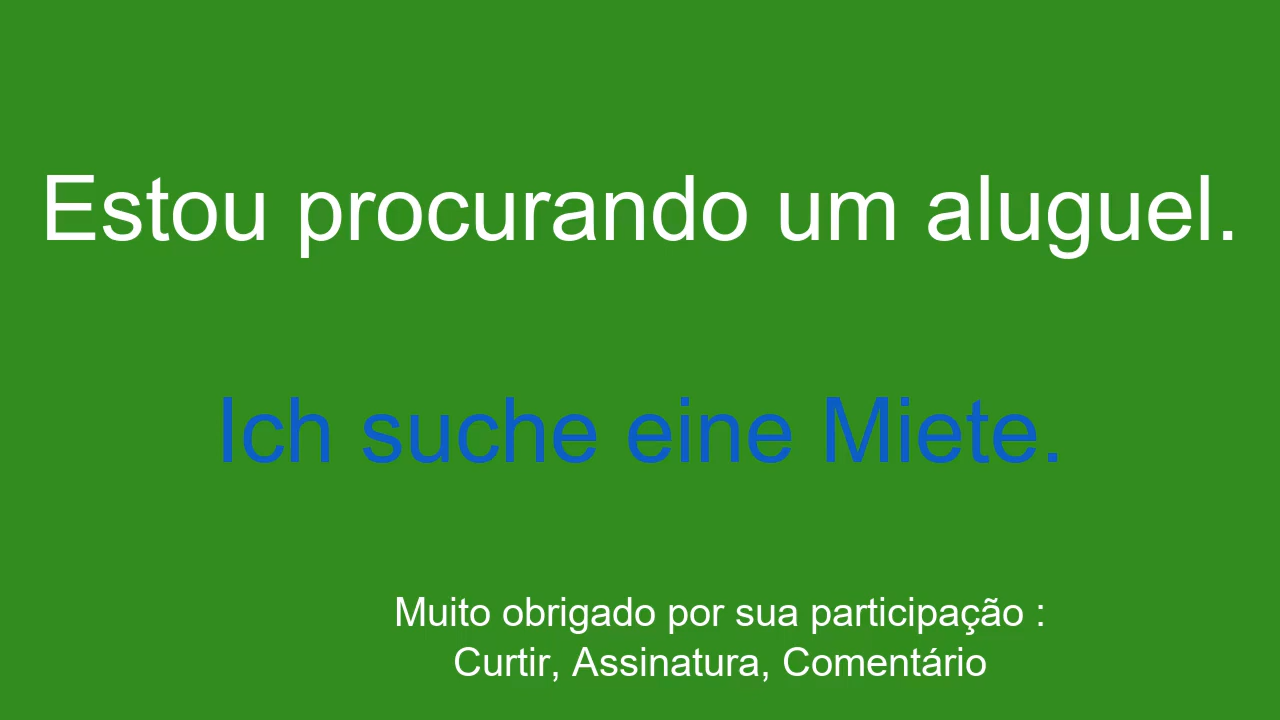 Estou procurando um aluguel.
Ich suche eine Miete.
Muito obrigado por sua participação :
Curtir, Assinatura, Comentário